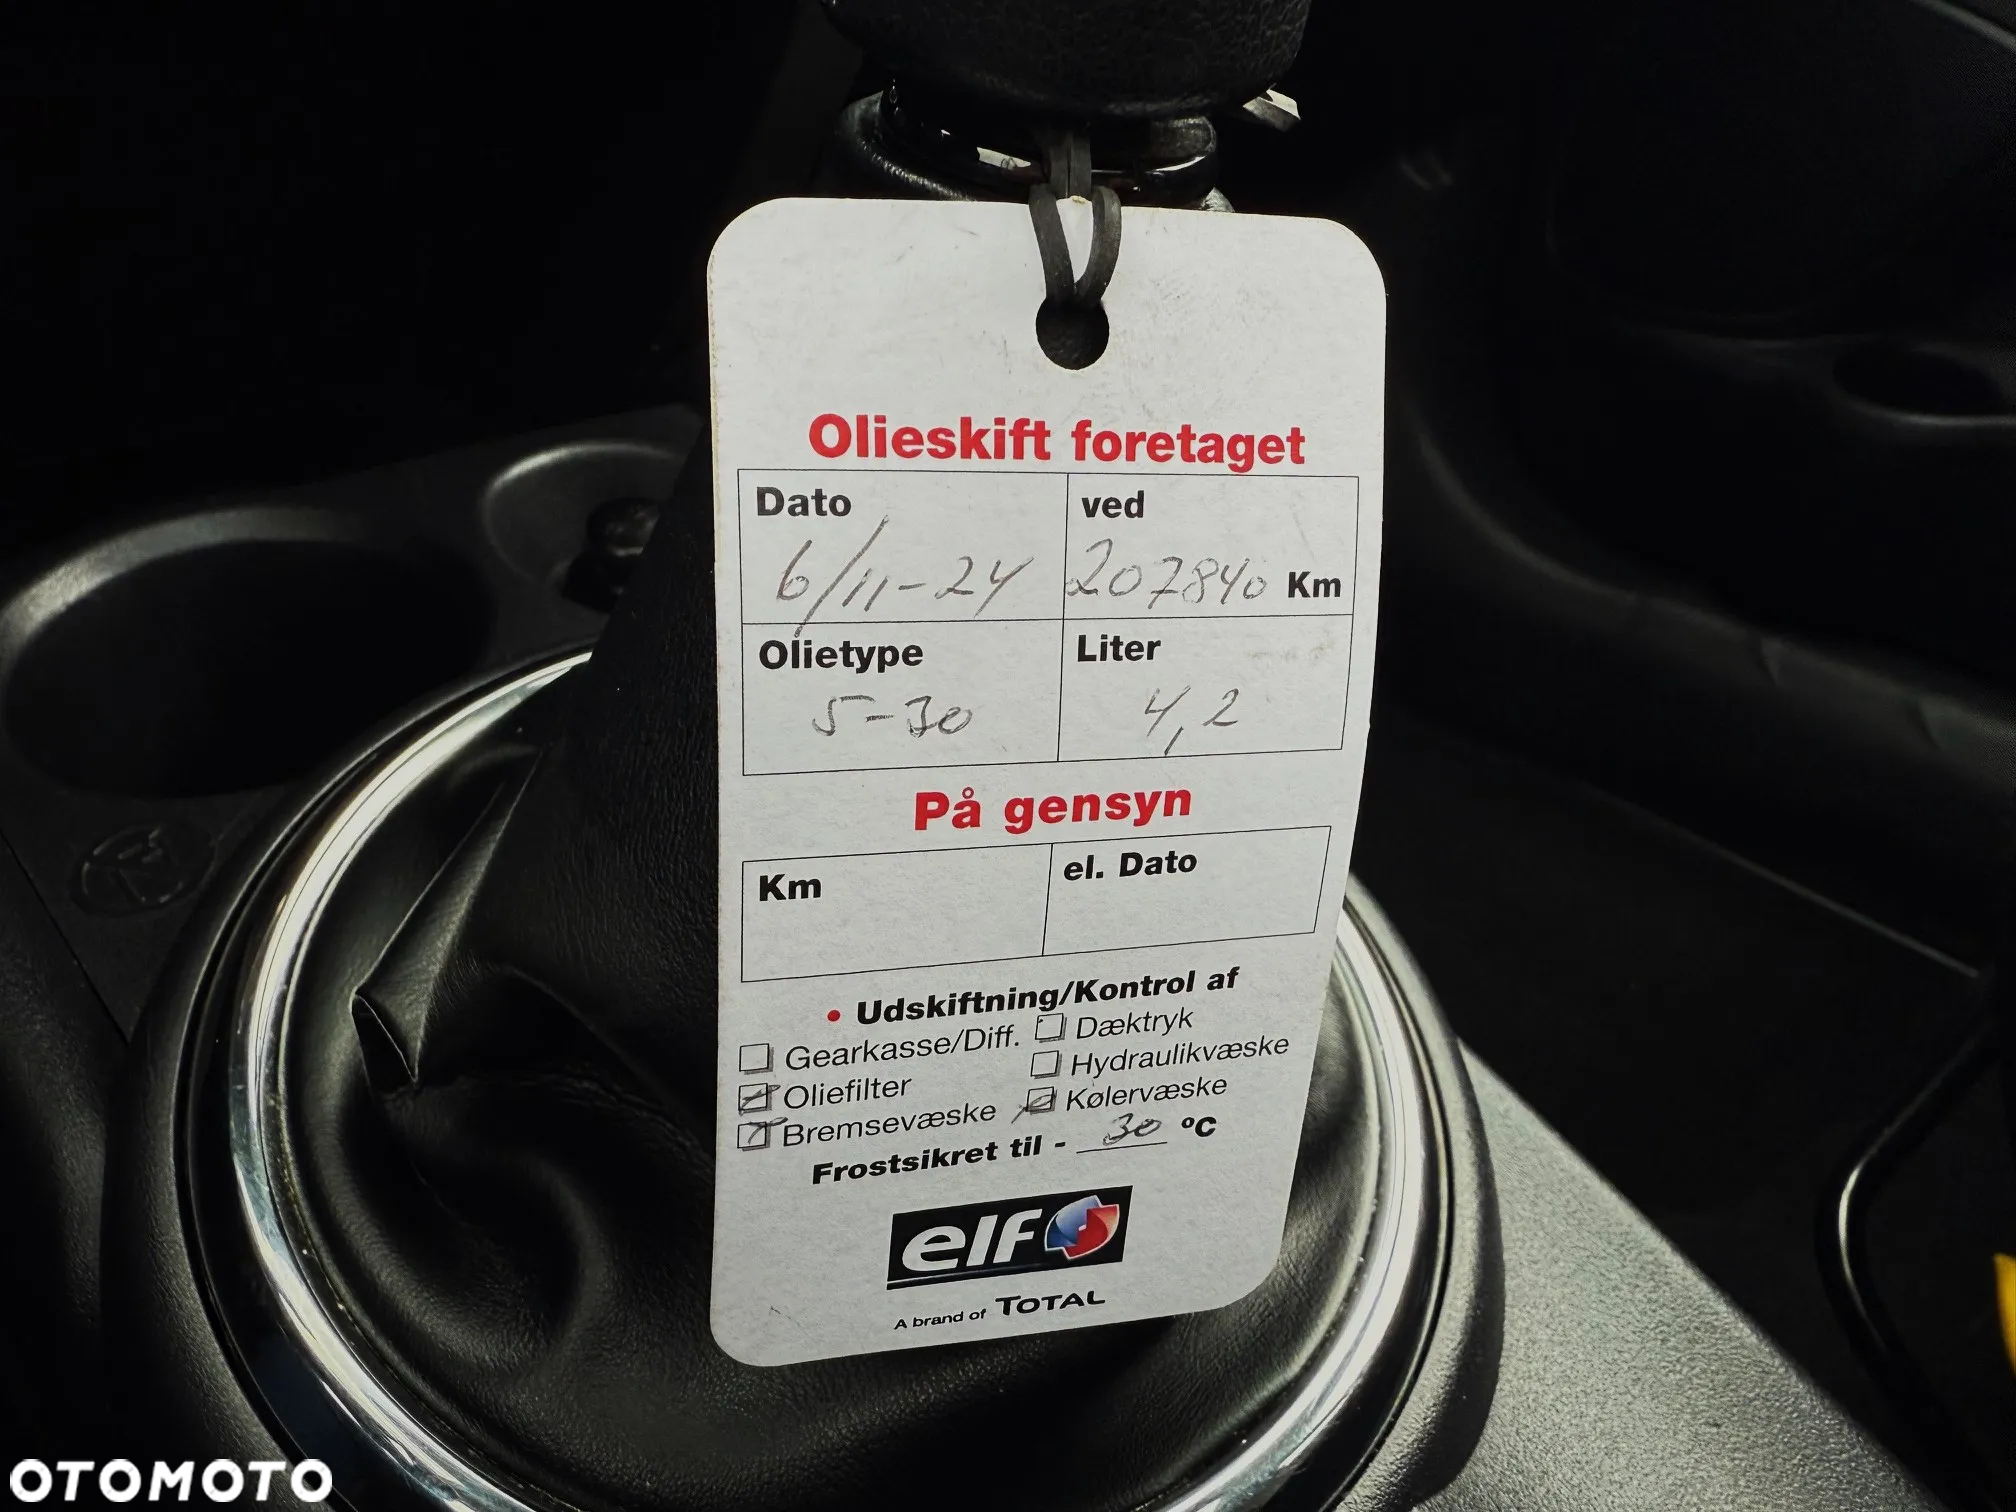 Olieskift foretaget
Dato ved
6/11-24 207840 Km
Olietype Liter
5-30 4,2
På gensyn
Km el. Dato
• Udskiftning/Kontrol af
Gearkasse/Diff. Dæktryk
Oliefilter Hydraulikvæske
Bremsevæske Kølervæske
Frostsikret til - 30 °C
elf
A brand of TOTAL
OTOMOTO